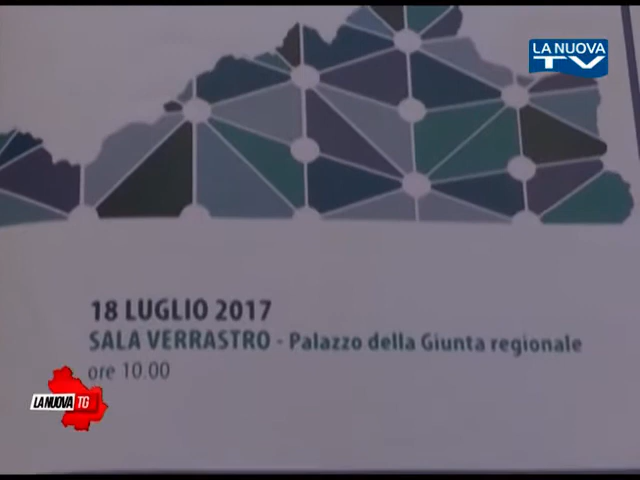 LA NUOVA
TV
18 LUGLIO 2017
SALA VERRASTRO - Palazzo della Giunta regionale
ore 10.00
LA NUOVA TG